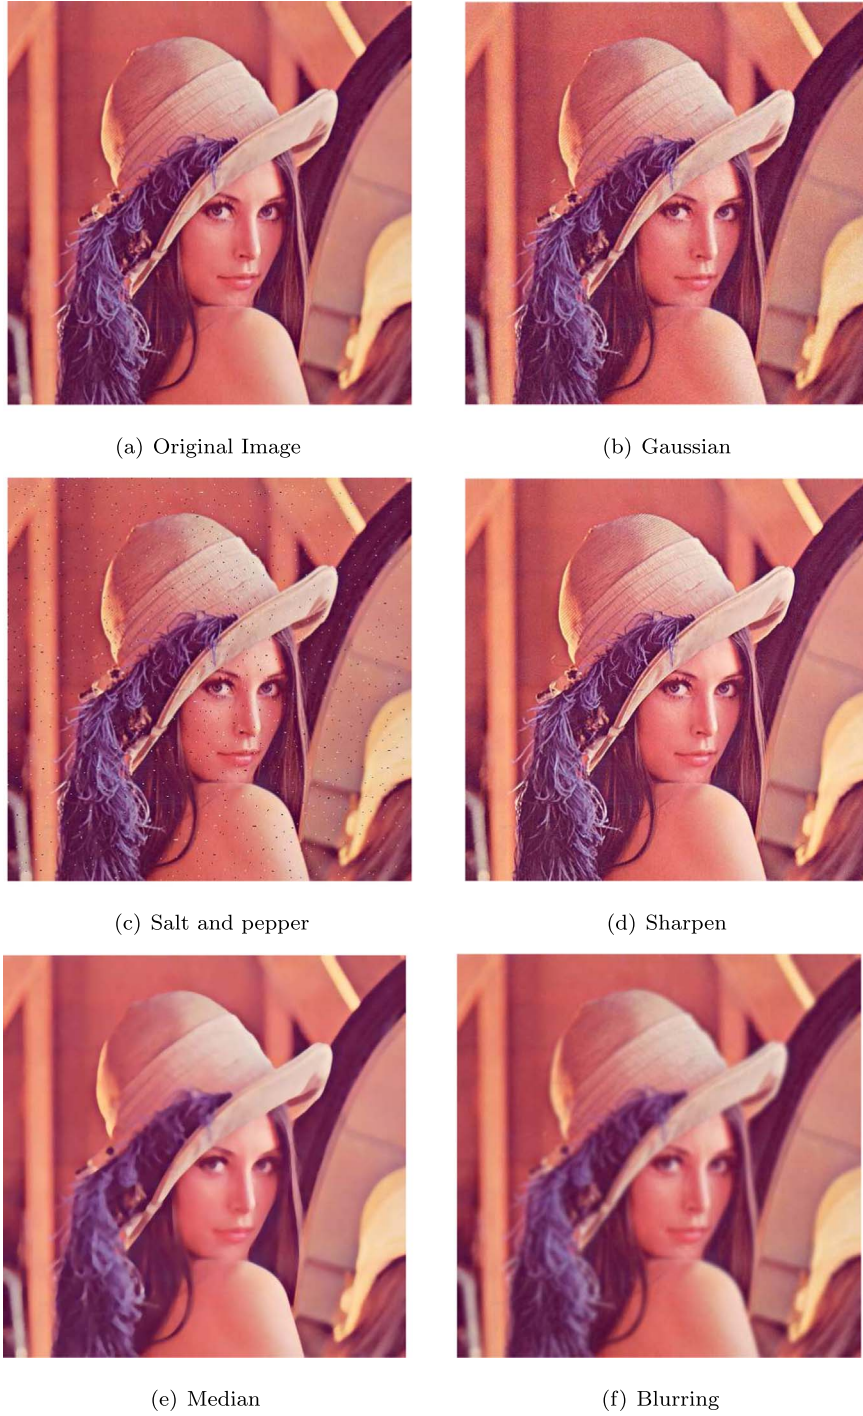 (a) Original Image
(b) Gaussian
(c) Salt and pepper
(d) Sharpen
(e) Median
(f) Blurring